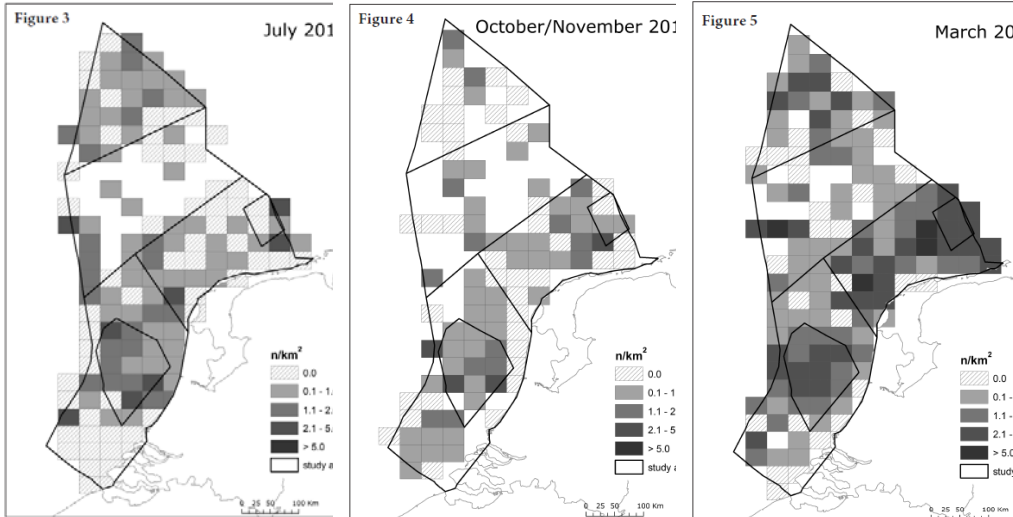 Figure 3
July 201
n/km²
0.0
0.1 - 1.
1.1 - 2.
2.1 - 5.
> 5.0
study a
0 25 50 100 Km
Figure 4
October/November 201
n/km²
0.0
0.1 - 1
1.1 - 2
2.1 - 5
> 5.0
study a
0 25 50 100 Km
Figure 5
March 20
n/km²
0.0
0.1 -
1.1 -
2.1 -
> 5.0
study
0 25 50 100 Km